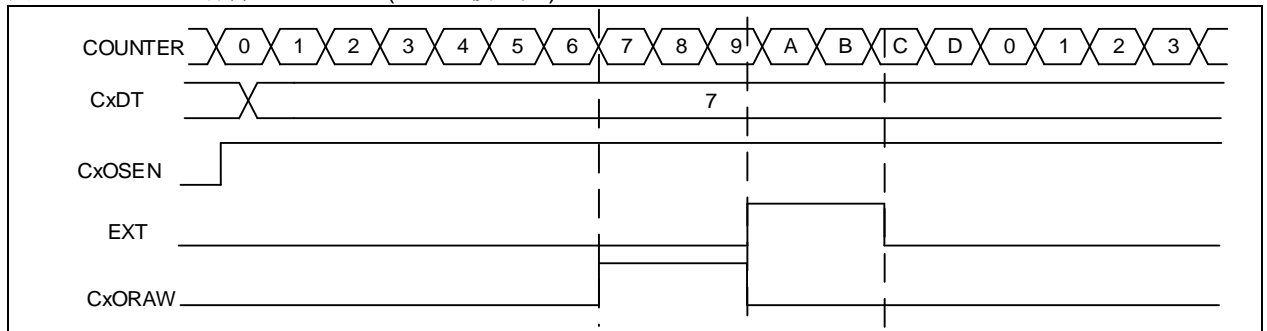 COUNTER 0 1 2 3 4 5 6 7 8 9 A B C D 0 1 2 3
CxDT 7
CxOSEN
EXT
CxORAW